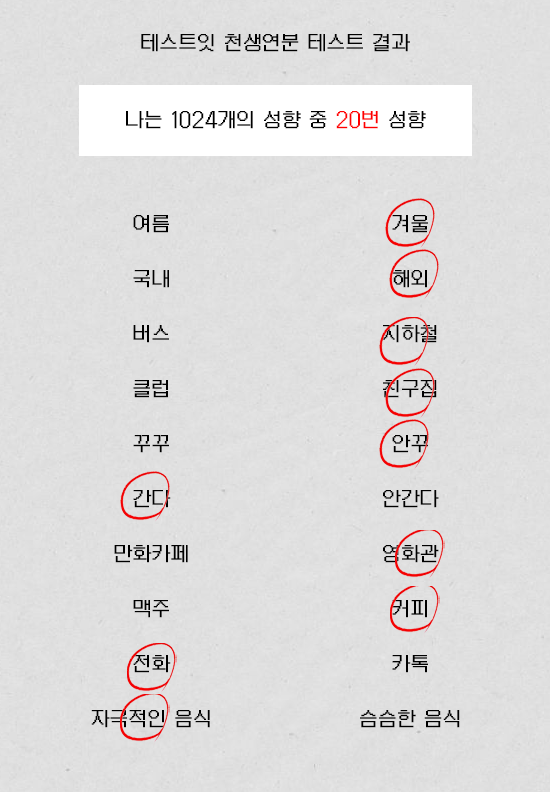 테스트잇 천생연분 테스트 결과
나는 1024개의 성향 중 20번 성향
여름 겨울
국내 해외
버스 지하철
클럽 친구집
꾸꾸 안꾸
간다 안간다
만화카페 영화관
맥주 커피
전화 카톡
자극적인 음식 슴슴한 음식